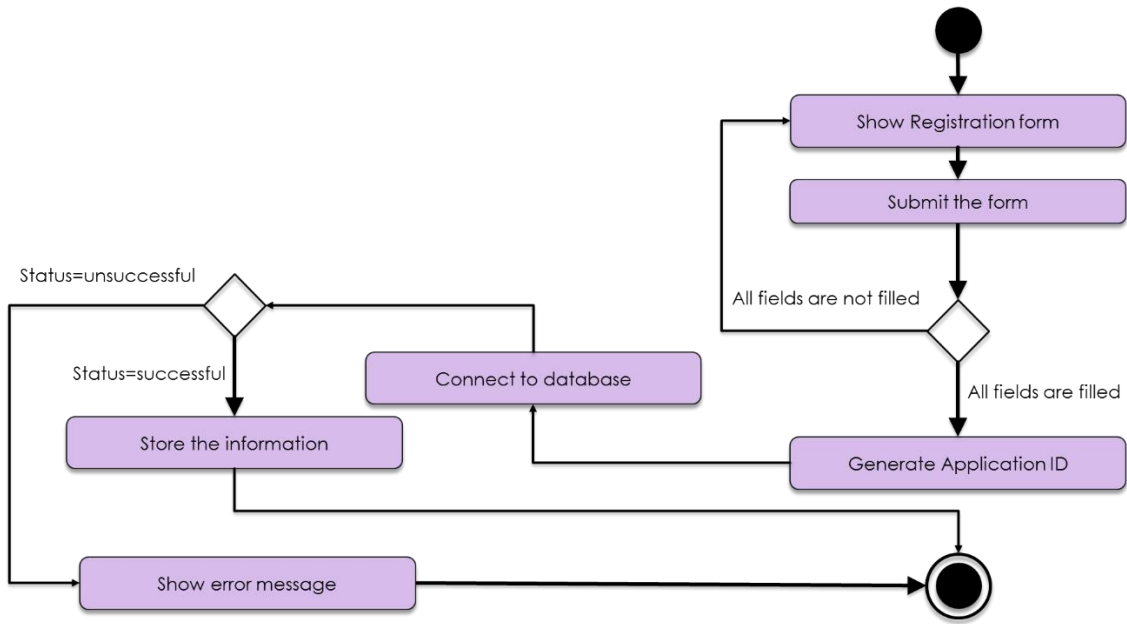 Show Registration form
Submit the form
All fields are not filled
All fields are filled
Generate Application ID
Connect to database
Status=unsuccessful
Status=successful
Store the information
Show error message